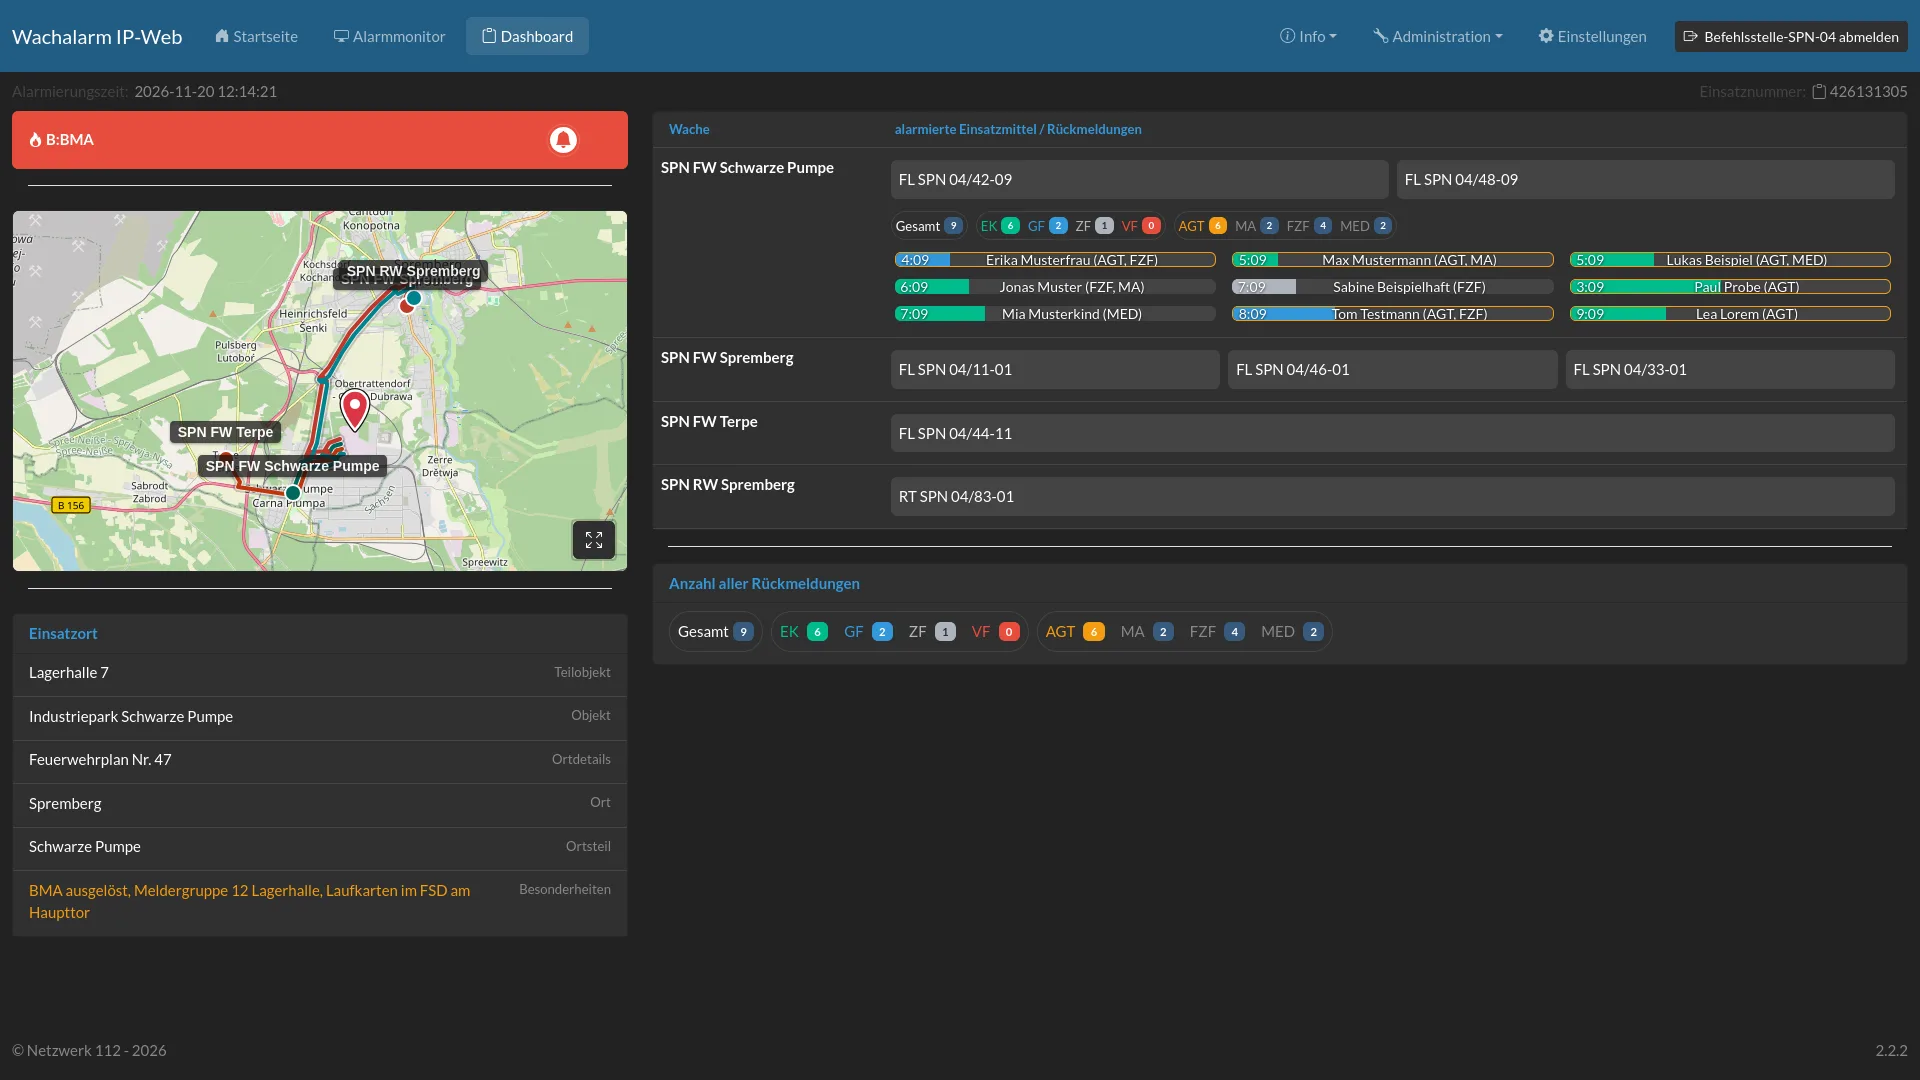 Wachalarm IP-Web
Startseite
Alarmmonitor
Dashboard
Info
Administration
Einstellungen
Befehlsstelle-SPN-04 abmelden
Alarmierungszeit: 2026-11-20 12:14:21
Einsatznummer: 426131305
B:BMA
Konopotna
SPN RW Spremberg
Heinrichsfeld
Šenki
Pulsberg
Lutoboř
Obertrattendorf
SPN FW Terpe
SPN FW Schwarze Pumpe
Zerre
Drětwja
Sabrodt
Zabrod
Carna Plumpa
Sachsen
B 156
Spreewitz
Einsatzort
Lagerhalle 7 Teilobjekt
Industriepark Schwarze Pumpe Objekt
Feuerwehrplan Nr. 47 Ortdetails
Spremberg Ort
Schwarze Pumpe Ortsteil
BMA ausgelöst, Meldergruppe 12 Lagerhalle, Laufkarten im FSD am Besonderheiten
Haupttor
Wache alarmierte Einsatzmittel / Rückmeldungen
SPN FW Schwarze Pumpe FL SPN 04/42-09 FL SPN 04/48-09
Gesamt 9 EK 6 GF 2 ZF 1 VF 0 AGT 6 MA 2 FZF 4 MED 2
4:09 Erika Musterfrau (AGT, FZF) 5:09 Max Mustermann (AGT, MA) 5:09 Lukas Beispiel (AGT, MED)
6:09 Jonas Muster (FZF, MA) 7:09 Sabine Beispielhaft (FZF) 3:09 Paul Probe (AGT)
7:09 Mia Musterkind (MED) 8:09 Tom Testmann (AGT, FZF) 9:09 Lea Lorem (AGT)
SPN FW Spremberg FL SPN 04/11-01 FL SPN 04/46-01 FL SPN 04/33-01
SPN FW Terpe FL SPN 04/44-11
SPN RW Spremberg RT SPN 04/83-01
Anzahl aller Rückmeldungen
Gesamt 9 EK 6 GF 2 ZF 1 VF 0 AGT 6 MA 2 FZF 4 MED 2
© Netzwerk 112 - 2026
2.2.2